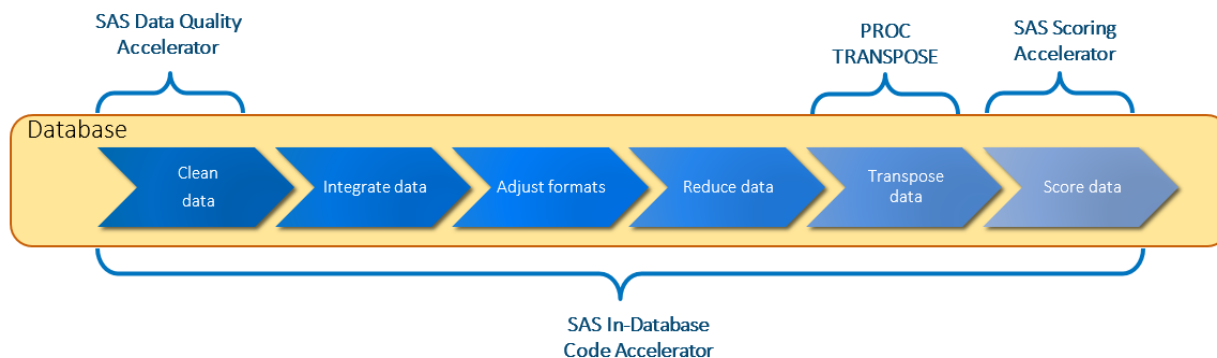 SAS Data Quality
Accelerator
PROC
TRANSPOSE
SAS Scoring
Accelerator
Database
Clean
data
Integrate data
Adjust formats
Reduce data
Transpose
data
Score data
SAS In-Database
Code Accelerator